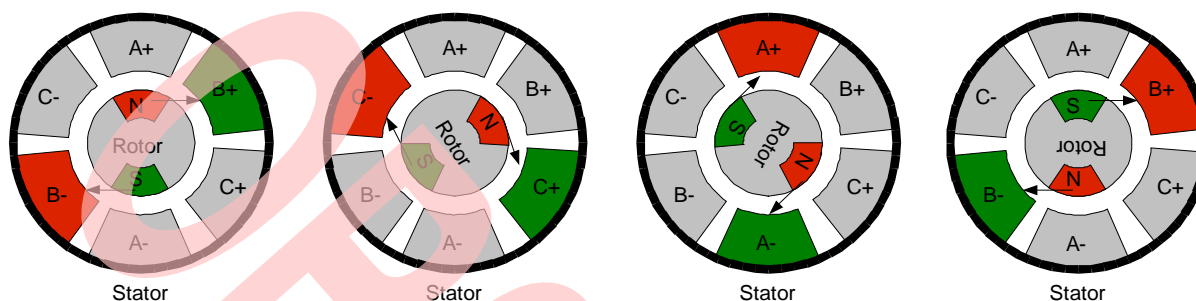 A+
C-
B+
N
Rotor
S
B-
C+
A-
Stator
A+
C-
B+
N
Rotor
S
B-
C+
A-
Stator
A+
C-
B+
S
Rotor
N
B-
C+
A-
Stator
A+
C-
B+
S
Rotor
N
B-
C+
A-
Stator